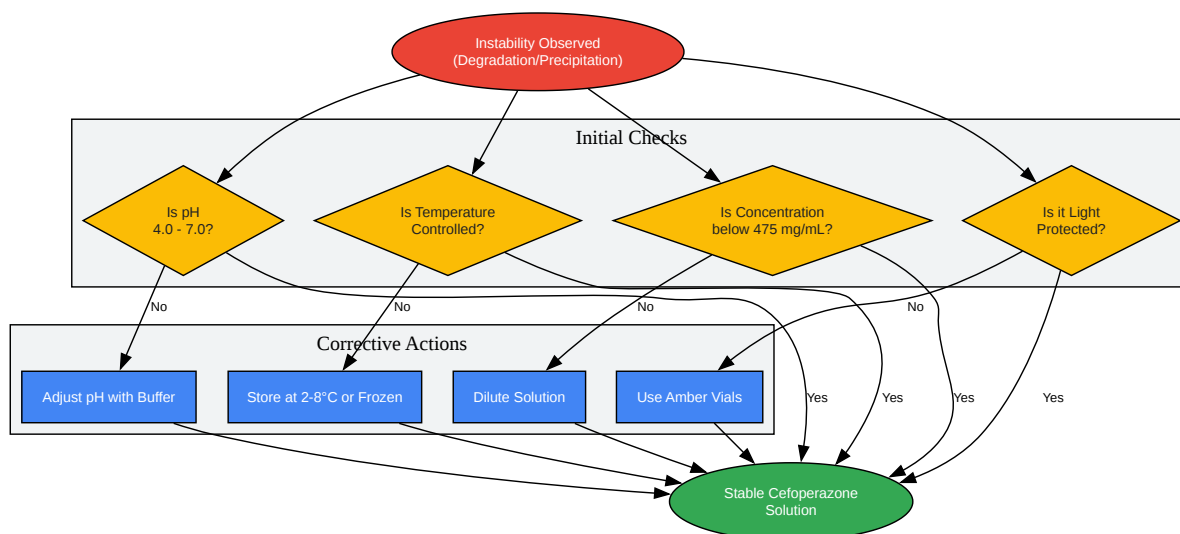 Instability Observed
(Degradation/Precipitation)
Initial Checks
Is pH
4.0 - 7.0?
Is Temperature
Controlled?
Is Concentration
below 475 mg/mL?
Is it Light
Protected?
No
No
No
No
Corrective Actions
Adjust pH with Buffer
Store at 2-8°C or Frozen
Dilute Solution
Use Amber Vials
Yes
Yes
Yes
Yes
Stable Cefoperazone
Solution